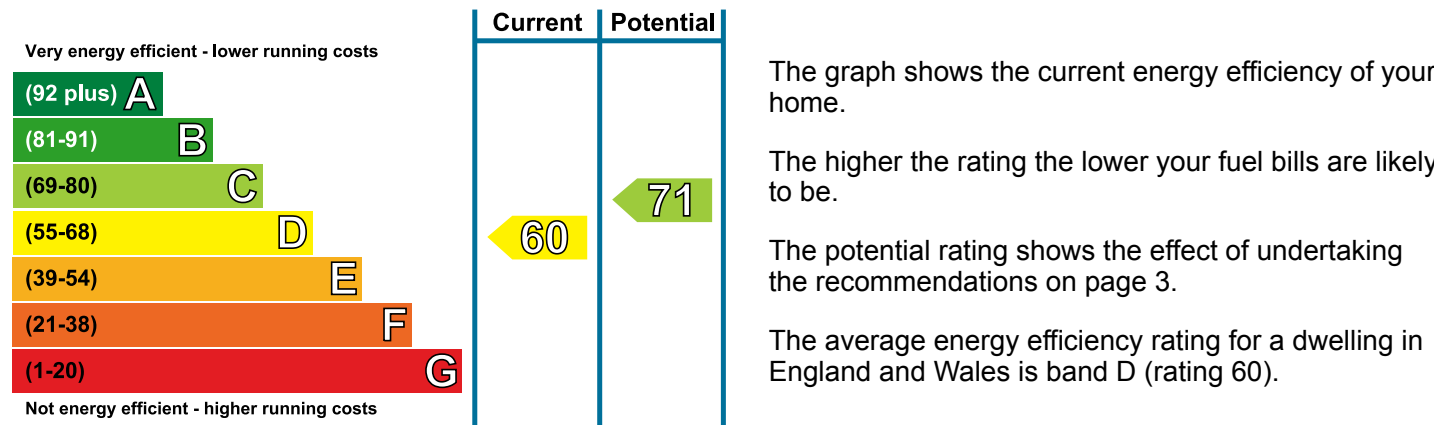 Current Potential
Very energy efficient - lower running costs
(92 plus) A
(81-91) B
(69-80) C
(55-68) D
(39-54) E
(21-38) F
(1-20) G
Not energy efficient - higher running costs
60
71
The graph shows the current energy efficiency of your
home.
The higher the rating the lower your fuel bills are likely
to be.
The potential rating shows the effect of undertaking
the recommendations on page 3.
The average energy efficiency rating for a dwelling in
England and Wales is band D (rating 60).